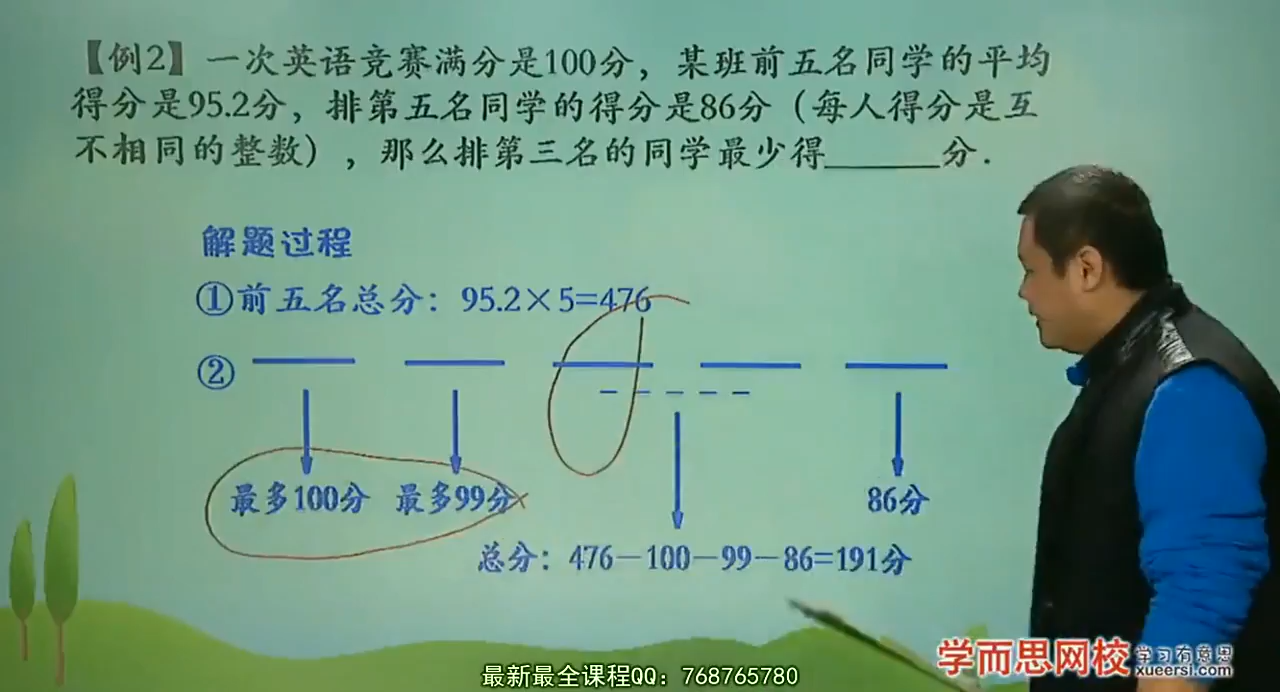 【例2】一次英语竞赛满分是100分，某班前五名同学的平均
得分是95.2分，排第五名同学的得分是86分（每人得分是互
不相同的整数），那么排第三名的同学最少得______分．
解题过程
①前五名总分：95.2×5=476
②
最多100分 最多99分
86分
总分：476－100－99－86=191分
学而思网校 学习有意思
xueersi.com
最新最全课程QQ：768765780